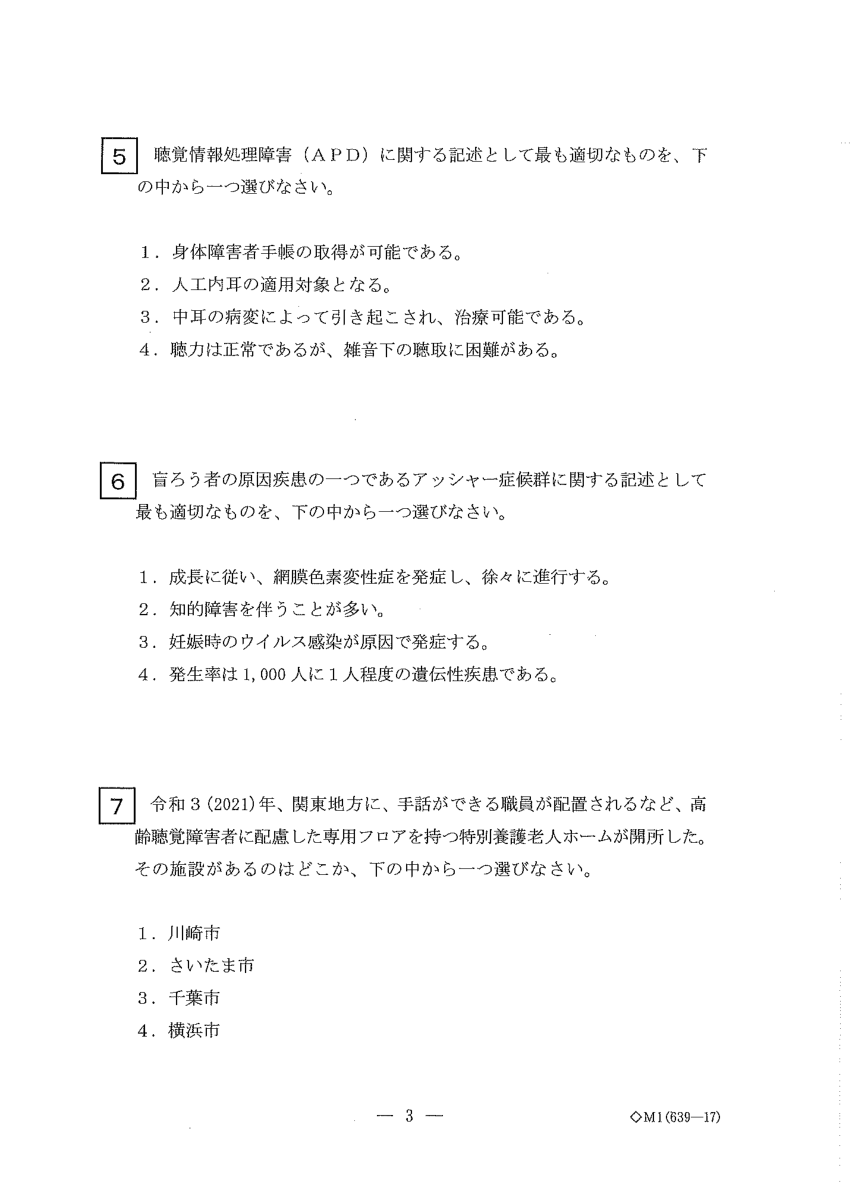 5 聴覚情報処理障害(APD)に関する記述として最も適切なものを、下
の中から一つ選びなさい。
1.身体障害者手帳の取得が可能である。
2.人工内耳の適用対象となる。
3.中耳の病変によって引き起こされ、治療可能である。
4.聴力は正常であるが、雑音下の聴取に困難がある。
6 盲ろう者の原因疾患の一つであるアッシャー症候群に関する記述として
最も適切なものを、下の中から一つ選びなさい。
1.成長に従い、網膜色素変性症を発症し、徐々に進行する。
2.知的障害を伴うことが多い。
3.妊娠時のウイルス感染が原因で発症する。
4.発生率は1,000人に1人程度の遺伝性疾患である。
7 令和3(2021)年、関東地方に、手話ができる職員が配置されるなど、高
齢聴覚障害者に配慮した専用フロアを持つ特別養護老人ホームが開所した。
その施設があるのはどこか、下の中から一つ選びなさい。
1.川崎市
2.さいたま市
3.千葉市
4.横浜市
― 3 ―
◇M1(639―17)